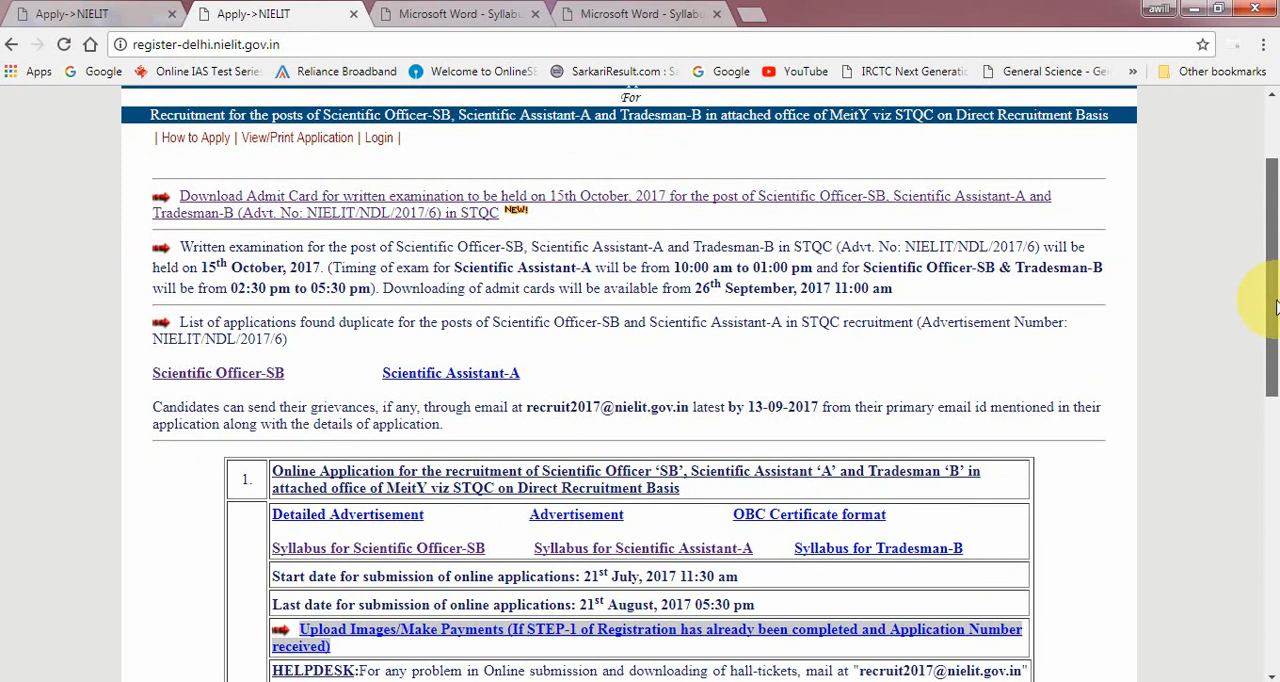 Apply->NIELIT
Apply->NIELIT
Microsoft Word - Syllabu
Microsoft Word - Syllabu
awill
register-delhi.nielit.gov.in
Apps Google Online IAS Test Series Reliance Broadband Welcome to OnlineSE SarkariResult.com : Sa Google YouTube IRCTC Next Generatio General Science - Ge » Other bookmarks
For
Recruitment for the posts of Scientific Officer-SB, Scientific Assistant-A and Tradesman-B in attached office of MeitY viz STQC on Direct Recruitment Basis
| How to Apply | View/Print Application | Login |
Download Admit Card for written examination to be held on 15th October, 2017 for the post of Scientific Officer-SB, Scientific Assistant-A and
Tradesman-B (Advt. No: NIELIT/NDL/2017/6) in STQC NEW!
Written examination for the post of Scientific Officer-SB, Scientific Assistant-A and Tradesman-B in STQC (Advt. No: NIELIT/NDL/2017/6) will be
held on 15th October, 2017. (Timing of exam for Scientific Assistant-A will be from 10:00 am to 01:00 pm and for Scientific Officer-SB & Tradesman-B
will be from 02:30 pm to 05:30 pm). Downloading of admit cards will be available from 26th September, 2017 11:00 am
List of applications found duplicate for the posts of Scientific Officer-SB and Scientific Assistant-A in STQC recruitment (Advertisement Number:
NIELIT/NDL/2017/6)
Scientific Officer-SB Scientific Assistant-A
Candidates can send their grievances, if any, through email at recruit2017@nielit.gov.in latest by 13-09-2017 from their primary email id mentioned in their
application along with the details of application.
1. Online Application for the recruitment of Scientific Officer ‘SB’, Scientific Assistant ‘A’ and Tradesman ‘B’ in
attached office of MeitY viz STQC on Direct Recruitment Basis
Detailed Advertisement Advertisement OBC Certificate format
Syllabus for Scientific Officer-SB Syllabus for Scientific Assistant-A Syllabus for Tradesman-B
Start date for submission of online applications: 21st July, 2017 11:30 am
Last date for submission of online applications: 21st August, 2017 05:30 pm
Upload Images/Make Payments (If STEP-1 of Registration has already been completed and Application Number
received)
HELPDESK:For any problem in Online submission and downloading of hall-tickets, mail at "recruit2017@nielit.gov.in"